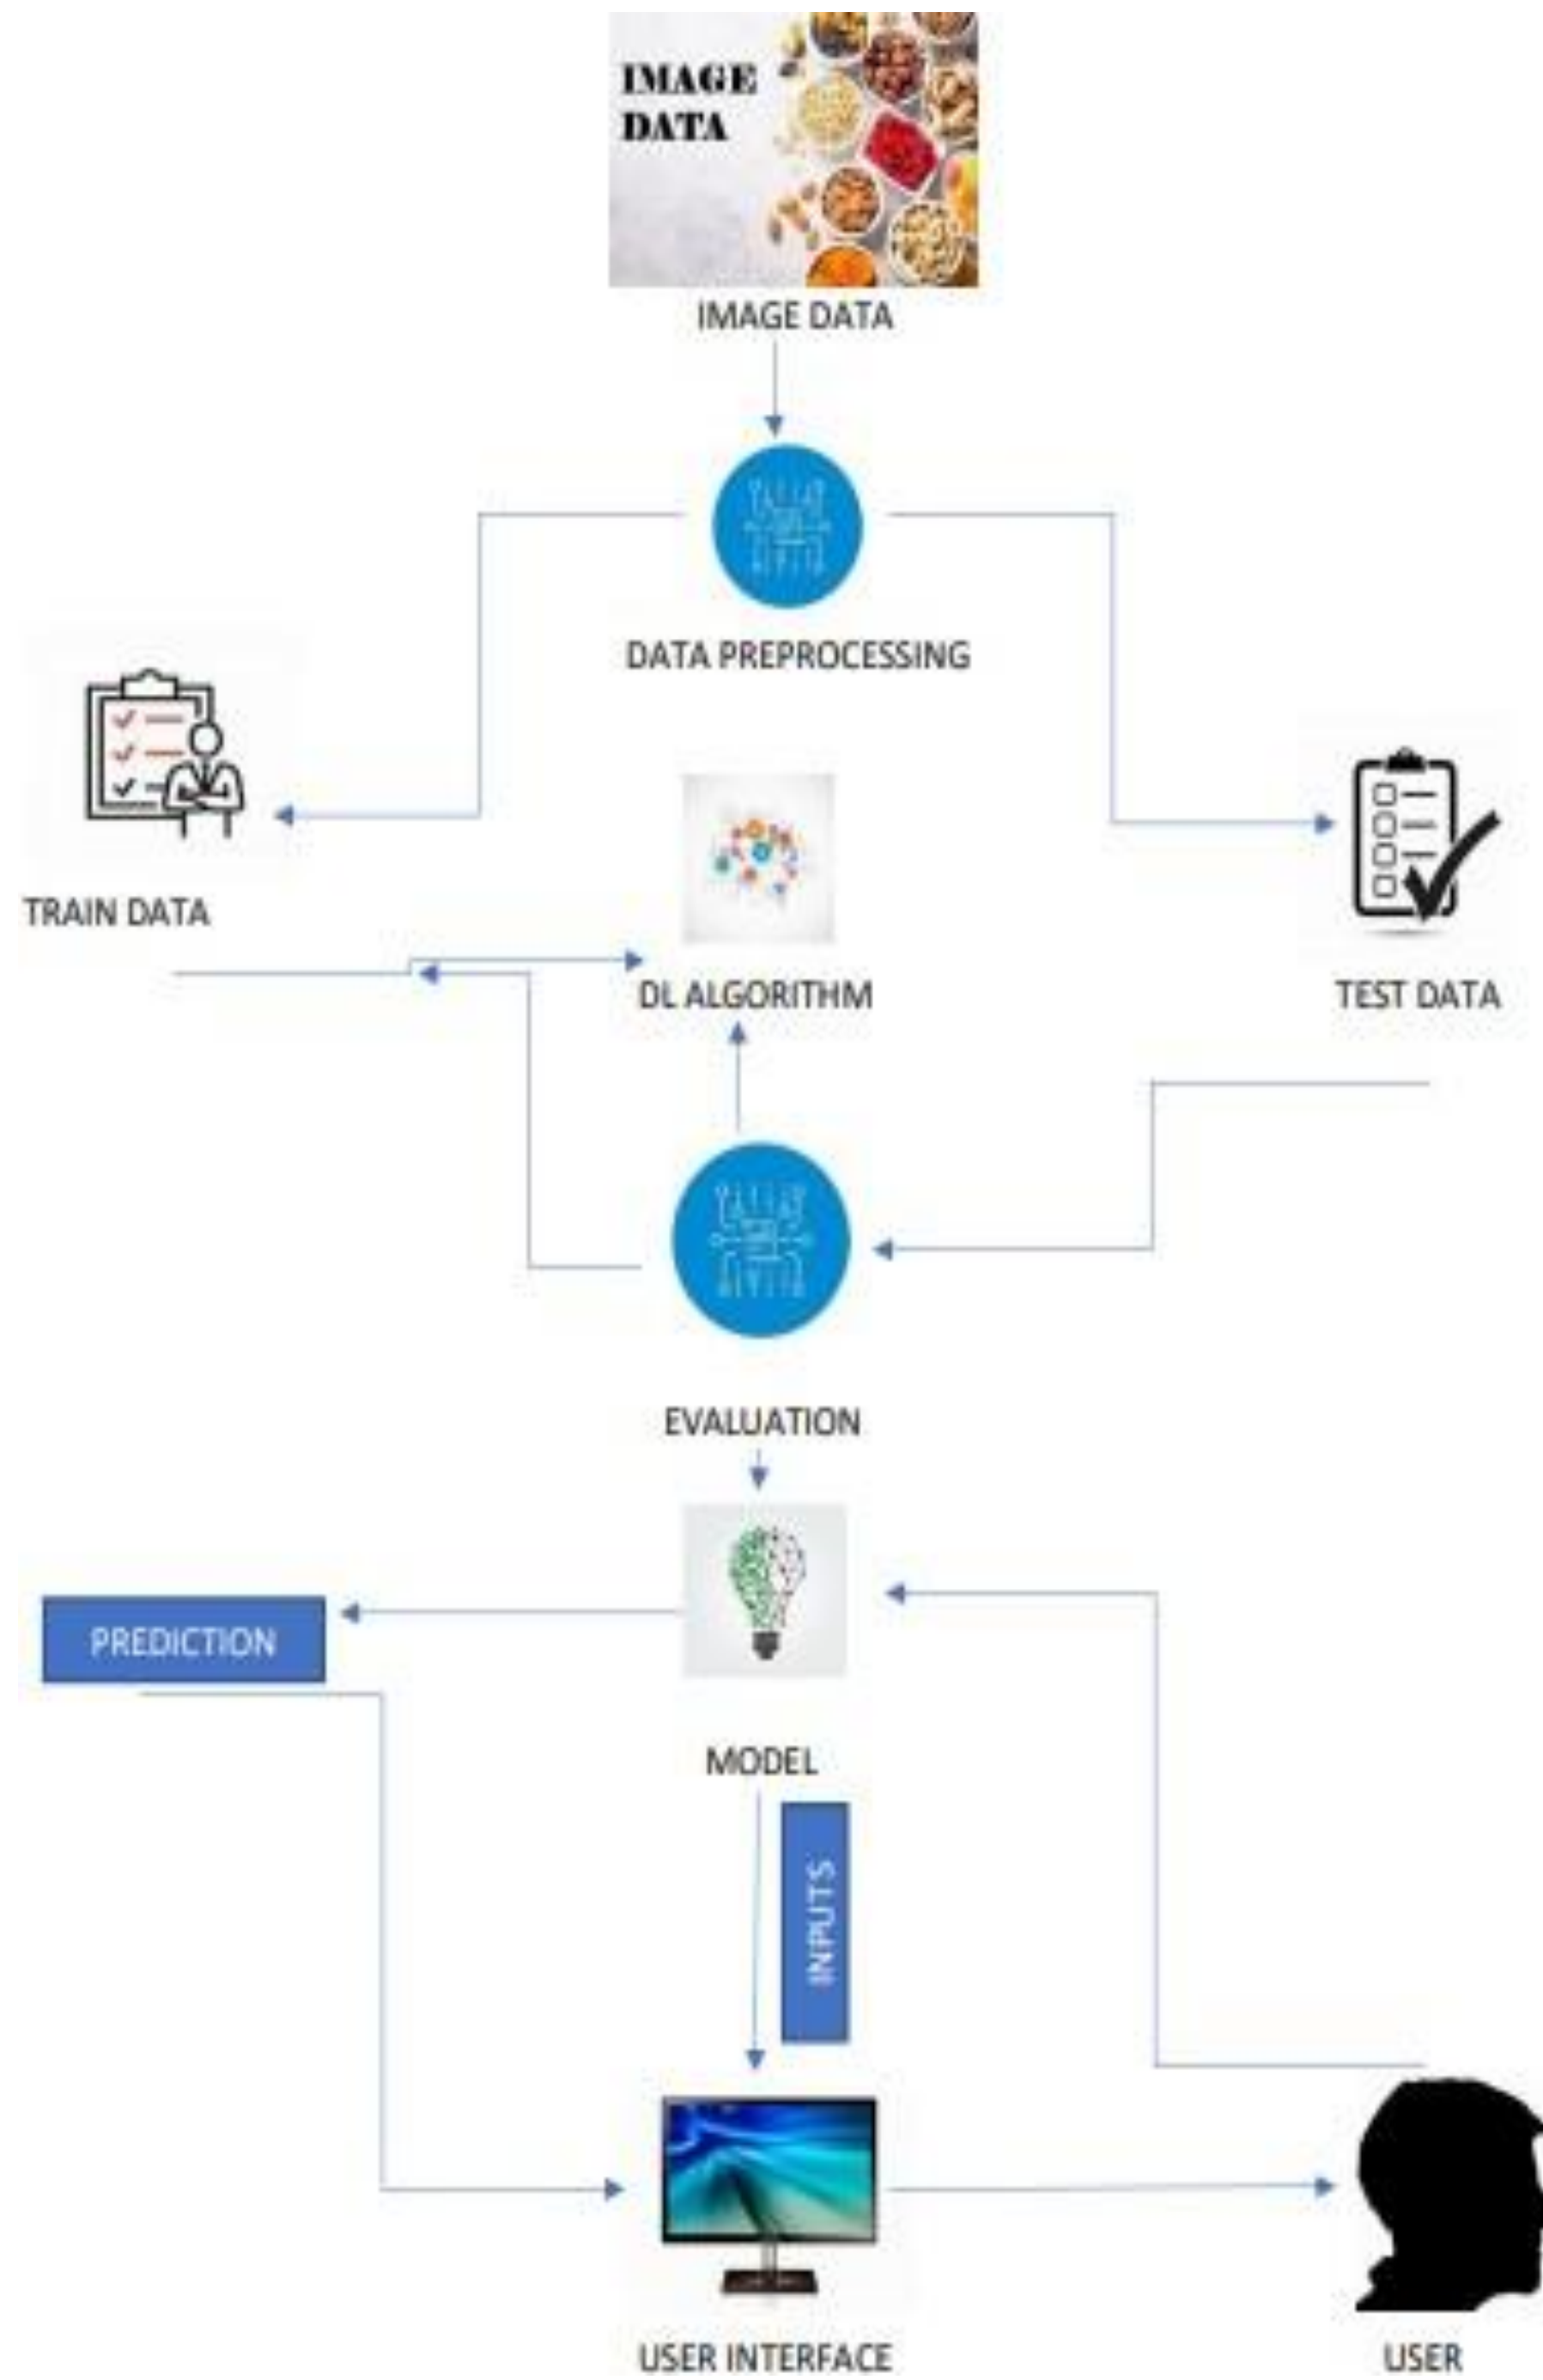 IMAGE
DATA
IMAGE DATA
DATA PREPROCESSING
TRAIN DATA
DL ALGORITHM
TEST DATA
EVALUATION
PREDICTION
MODEL
INPUTS
USER INTERFACE
USER